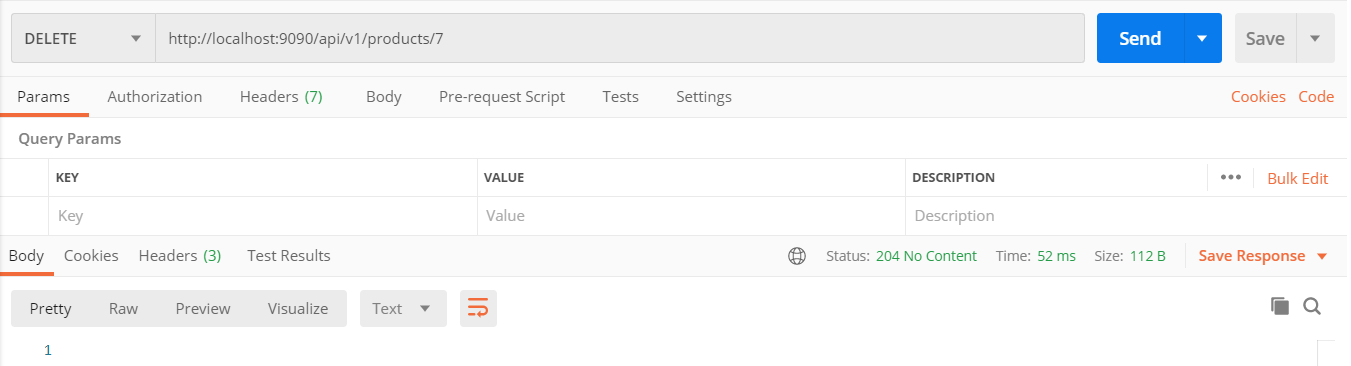 DELETE http://localhost:9090/api/v1/products/7 Send Save
Params Authorization Headers (7) Body Pre-request Script Tests Settings Cookies Code
Query Params
KEY VALUE DESCRIPTION ••• Bulk Edit
Key Value Description
Body Cookies Headers (3) Test Results Status: 204 No Content Time: 52 ms Size: 112 B Save Response
Pretty Raw Preview Visualize Text
1